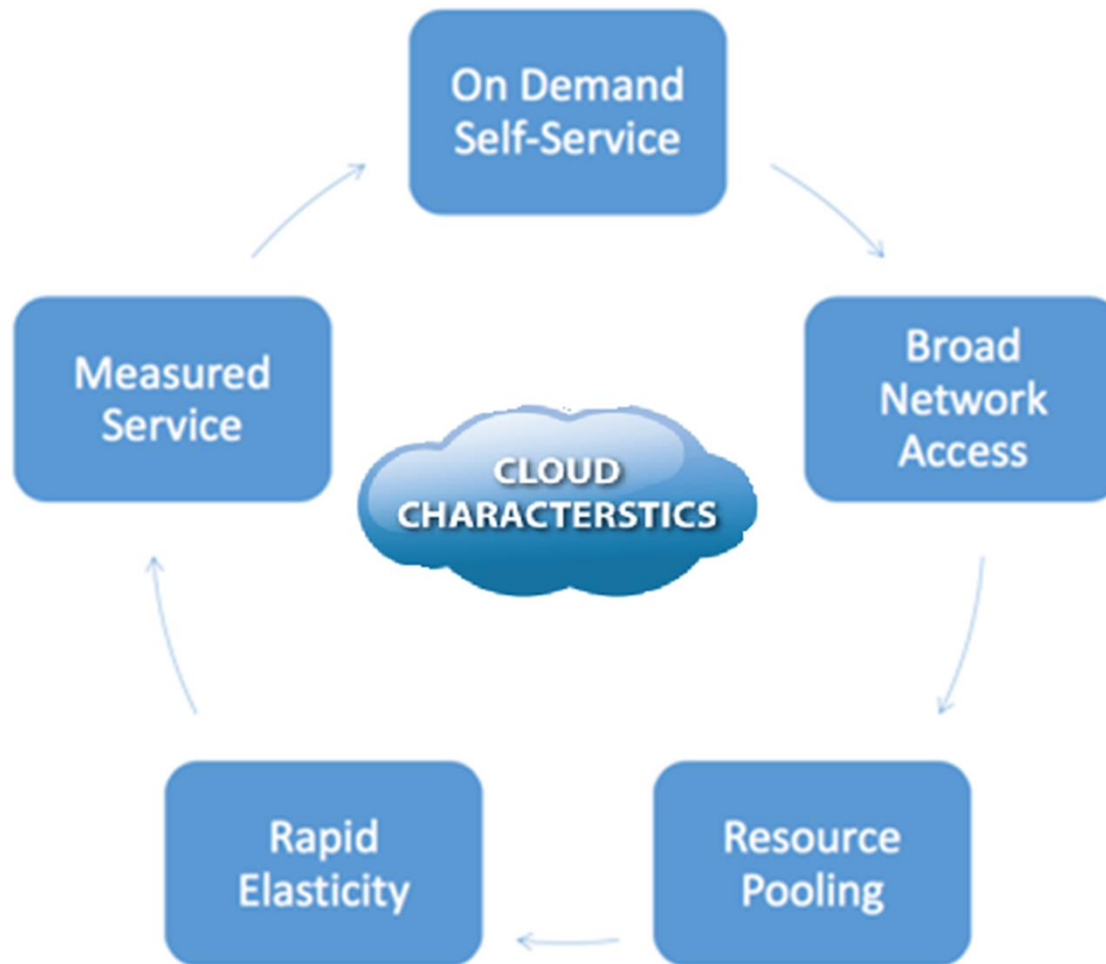 On Demand
Self-Service
Broad
Network
Access
Resource
Pooling
Rapid
Elasticity
Measured
Service
CLOUD
CHARACTERSTICS